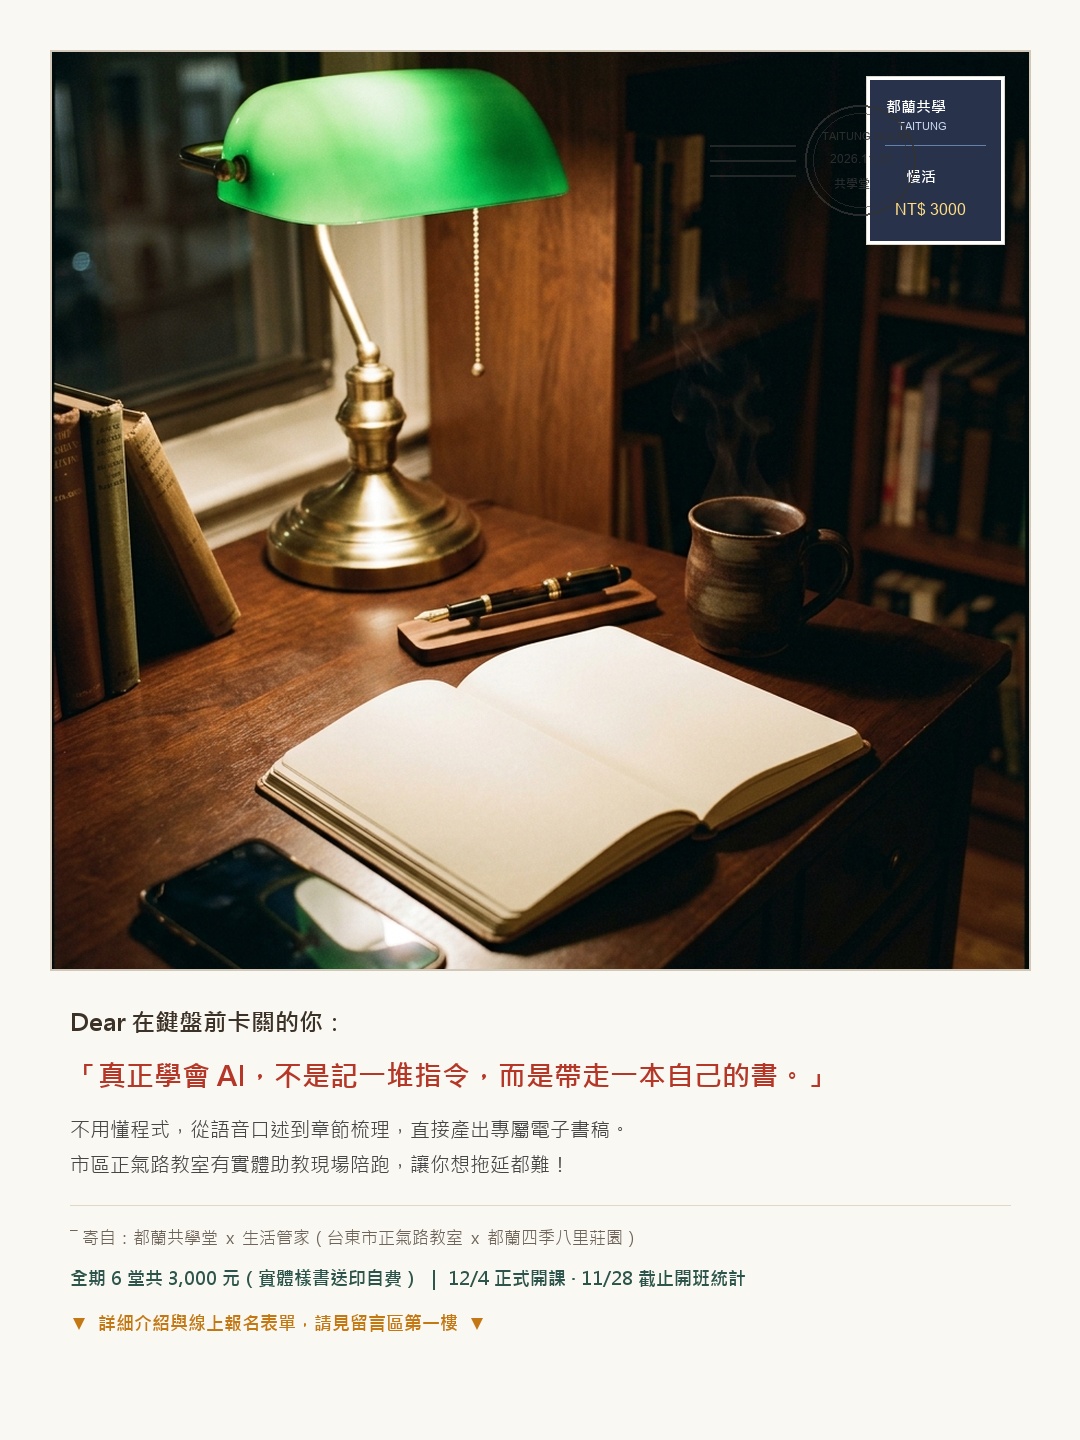 都蘭共學
TAITUNG
慢活
NT$ 3000
TAITUNG
2026.1
共學堂
Dear 在鍵盤前卡關的你：
「真正學會 AI，不是記一堆指令，而是帶走一本自己的書。」
不用懂程式，從語音口述到章節梳理，直接產出專屬電子書稿。
市區正氣路教室有實體助教現場陪跑，讓你想拖延都難！
寄自：都蘭共學堂 x 生活管家 ( 台東市正氣路教室 x 都蘭四季八里莊園 )
全期 6 堂共 3,000 元 ( 實體樣書送印自費 ) | 12/4 正式開課 · 11/28 截止開班統計
▼ 詳細介紹與線上報名表單，請見留言區第一樓 ▼